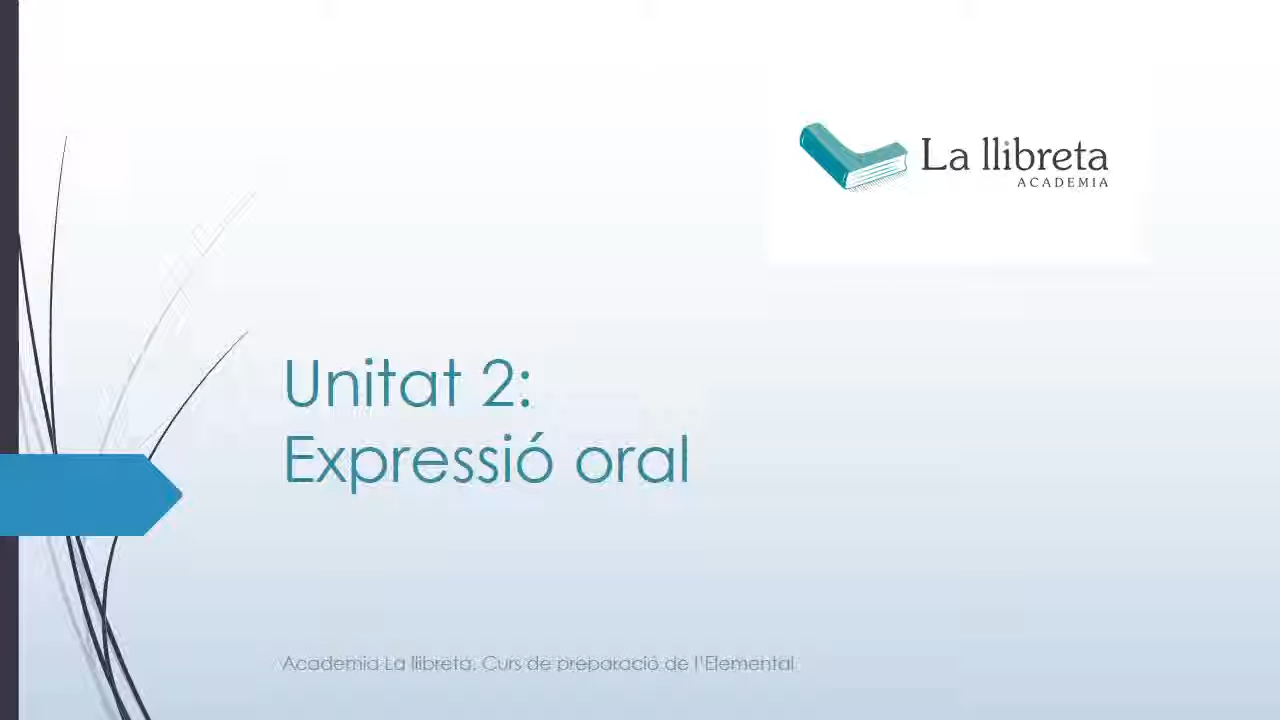 La llibreta
ACADEMIA
Unitat 2:
Expressió oral
Academia La llibreta. Curs de preparació de l'Elemental